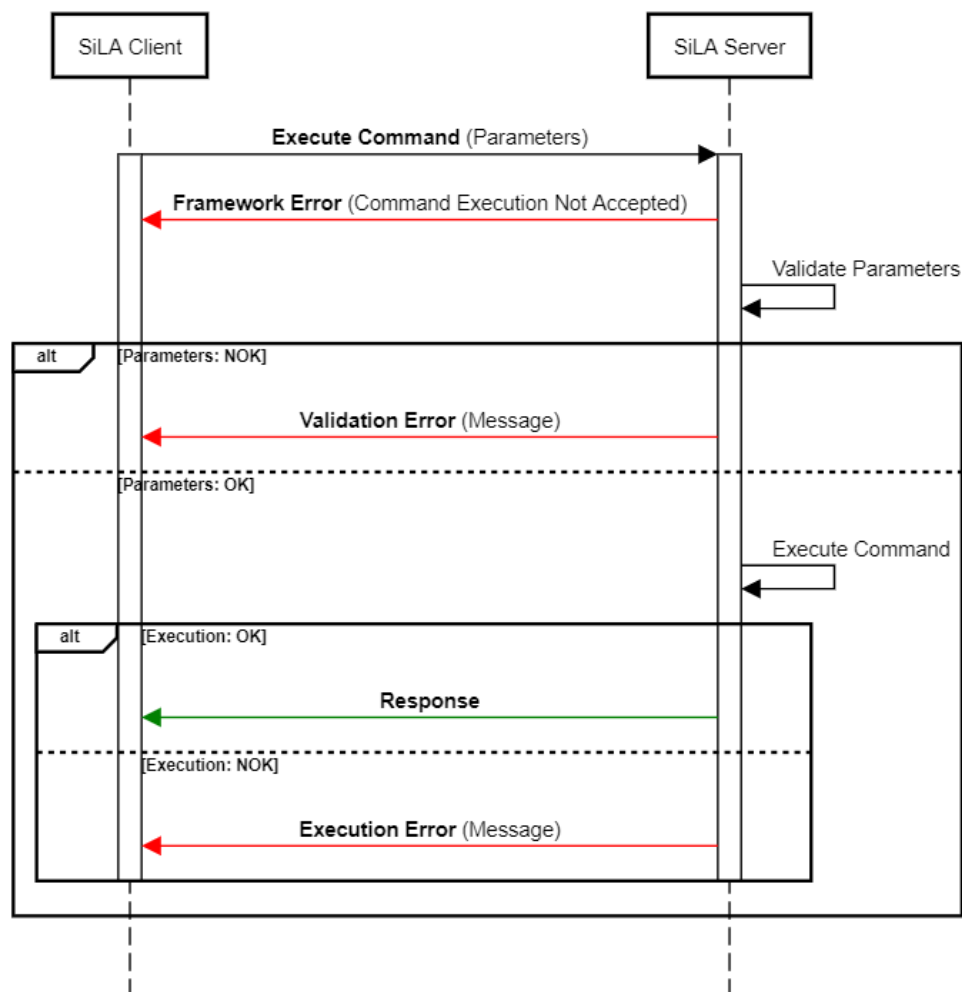 SiLA Client
SiLA Server
Execute Command (Parameters)
Framework Error (Command Execution Not Accepted)
Validate Parameters
alt
[Parameters: NOK]
Validation Error (Message)
[Parameters: OK]
Execute Command
alt
[Execution: OK]
Response
[Execution: NOK]
Execution Error (Message)